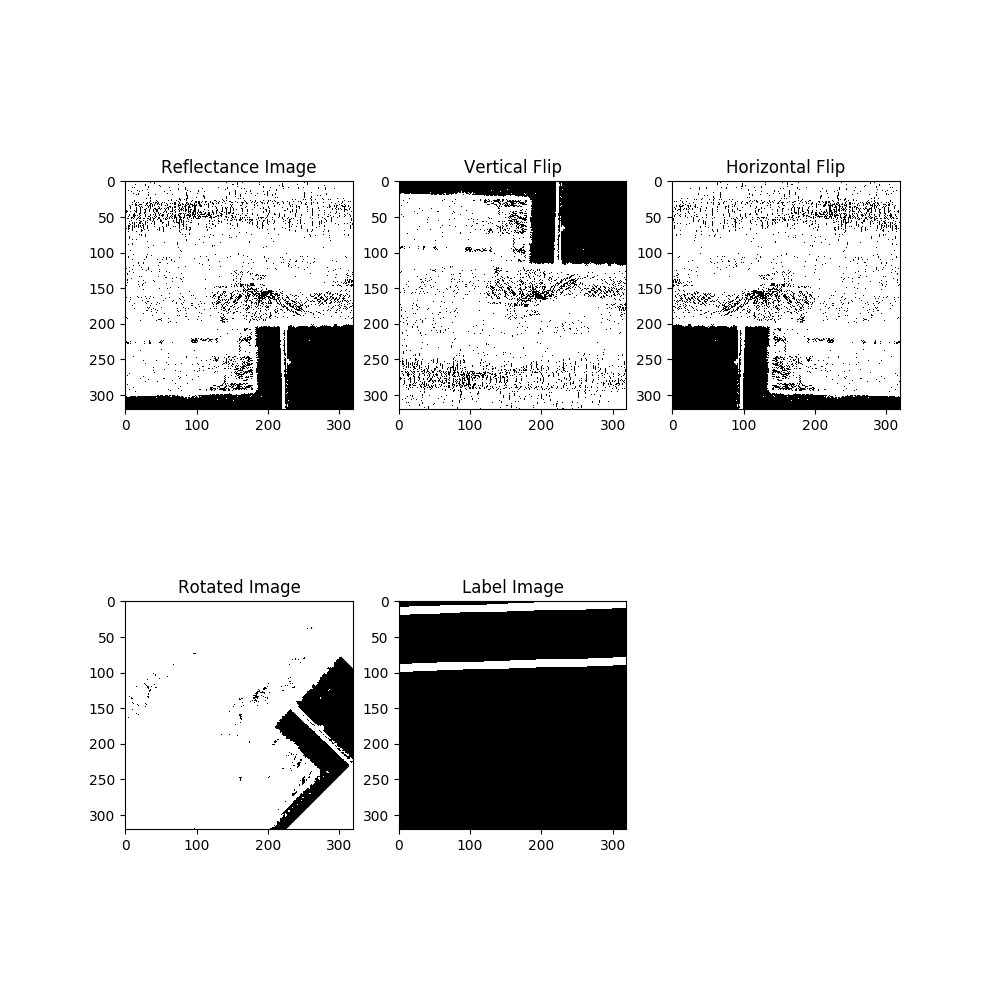 Reflectance Image Vertical Flip Horizontal Flip
0 0 0
50 50 50
100 100 100
150 150 150
200 200 200
250 250 250
300 300 300
0 100 200 300 0 100 200 300 0 100 200 300
Rotated Image Label Image
0 0
50 50
100 100
150 150
200 200
250 250
300 300
0 100 200 300 0 100 200 300